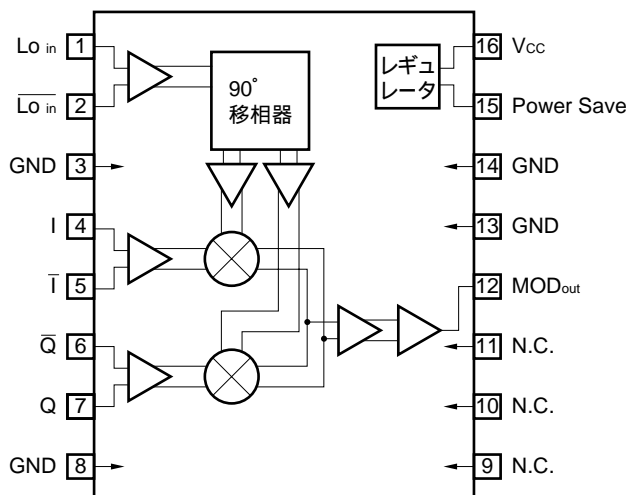 Lo in 1
Lo in 2
GND 3
I 4
I 5
Q 6
Q 7
GND 8
90°
移相器
レギュ
レータ
16 VCC
15 Power Save
14 GND
13 GND
12 MODout
11 N.C.
10 N.C.
9 N.C.